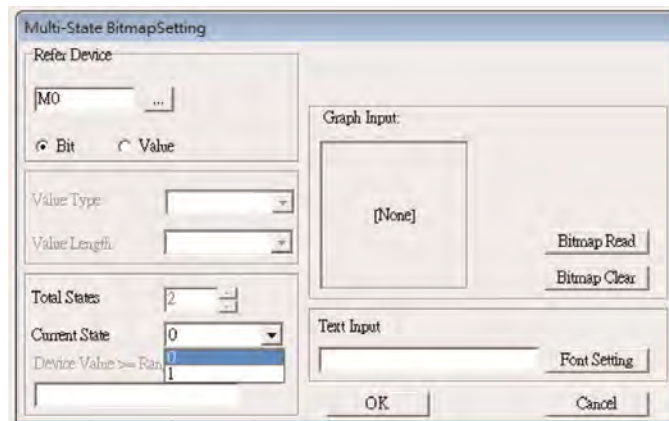 Multi-State BitmapSetting
Refer Device
M0
...
Bit
Value
Value Type
Value Length
Total States
2
Current State
0
0
1
Device Value >= Ran
Graph Input:
[None]
Bitmap Read
Bitmap Clear
Text Input
Font Setting
OK
Cancel